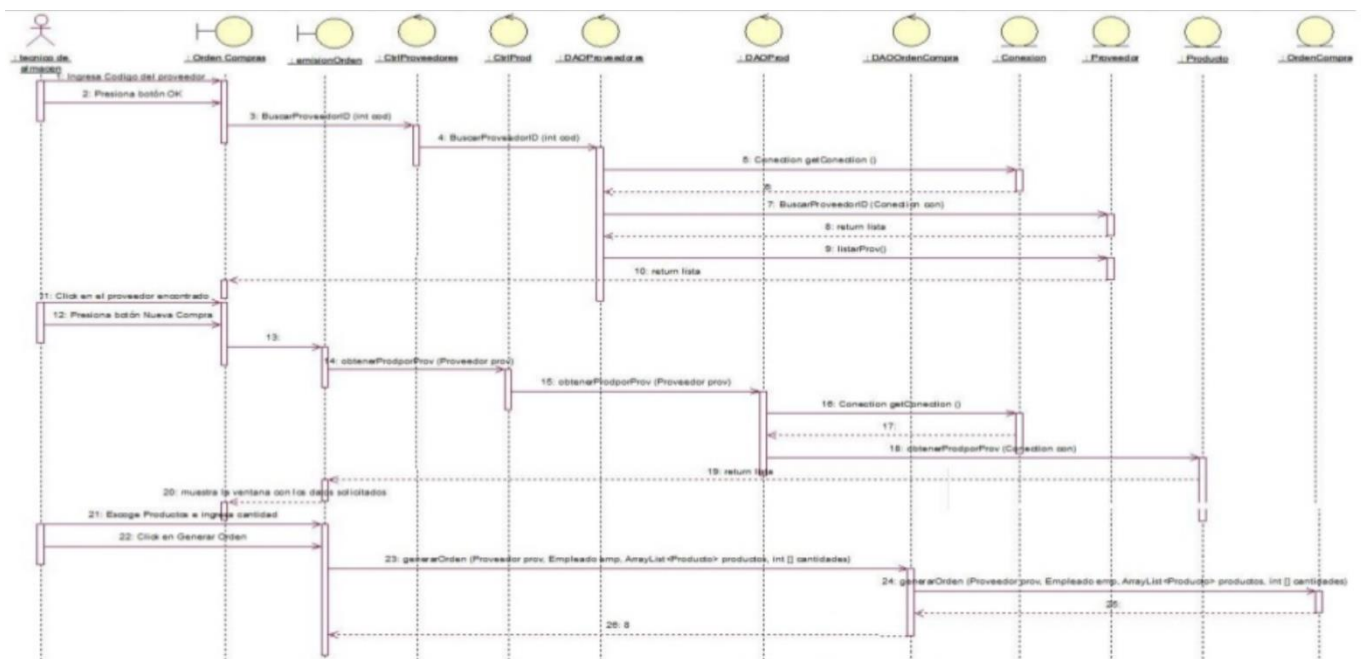 : tecnico de almacen
: Orden Compras
: emisionOrden
: CtrlProveedores
: CtrlProd
: DAOProveedores
: DAOProd
: DAOOrdenCompra
: Conexion
: Proveedor
: Producto
: OrdenCompra
1: Ingresa Codigo del proveedor
2: Presiona botón OK
3: BuscarProveedorID (int cod)
4: BuscarProveedorID (int cod)
5: Conection getConection ()
6:
7: BuscarProveedorID (Conection con)
8: return lista
9: listarProv()
10: return lista
11: Click en el proveedor encontrado
12: Presiona botón Nueva Compra
13:
14: obtenerProdporProv (Proveedor prov)
15: obtenerProdporProv (Proveedor prov)
16: Conection getConection ()
17:
18: obtenerProdporProv (Conection con)
19: return lista
20: muestra la ventana con los datos solicitados
21: Escoge Productos e ingresa cantidad
22: Click en Generar Orden
23: generarOrden (Proveedor prov, Empleado emp, ArrayList<Producto> productos, int [] cantidades)
24: generarOrden (Proveedor prov, Empleado emp, ArrayList<Producto> productos, int [] cantidades)
25:
26: 8